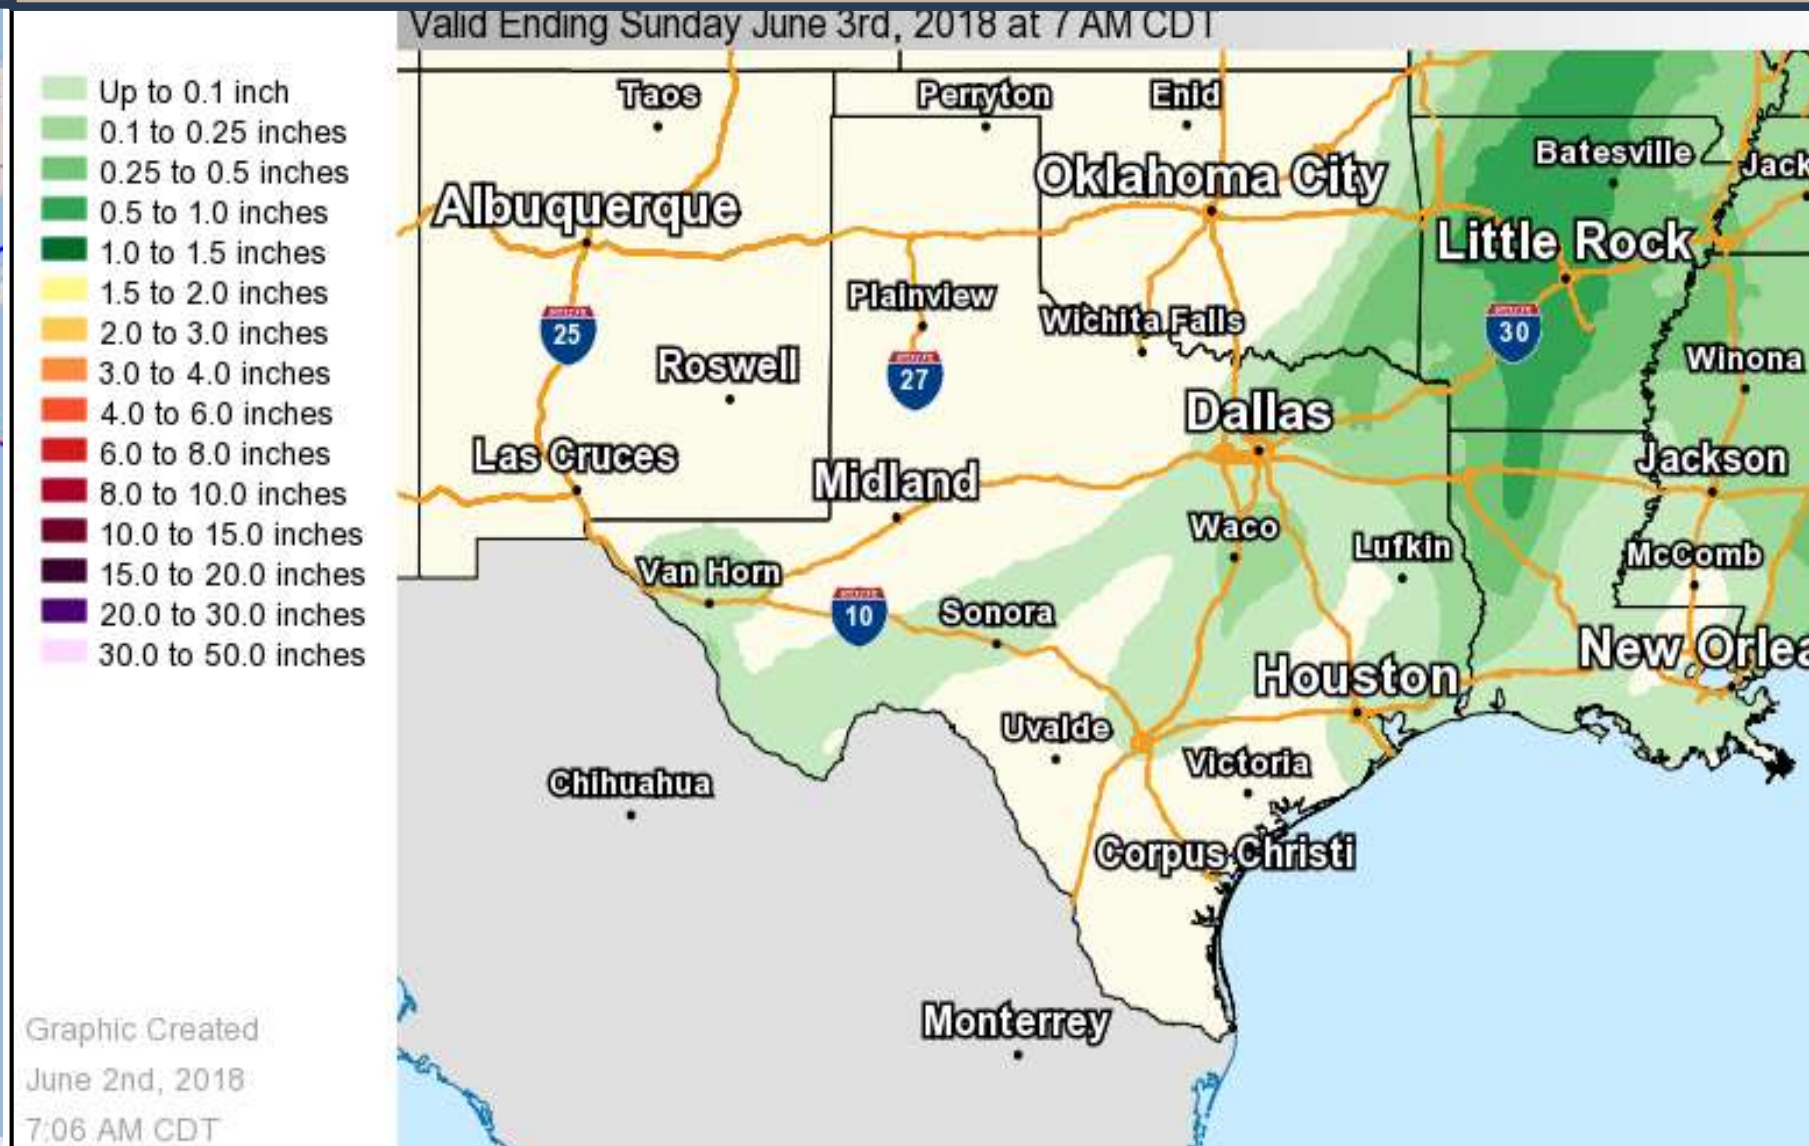 Valid Ending Sunday June 3rd, 2018 at 7 AM CDT
Up to 0.1 inch
0.1 to 0.25 inches
0.25 to 0.5 inches
0.5 to 1.0 inches
1.0 to 1.5 inches
1.5 to 2.0 inches
2.0 to 3.0 inches
3.0 to 4.0 inches
4.0 to 6.0 inches
6.0 to 8.0 inches
8.0 to 10.0 inches
10.0 to 15.0 inches
15.0 to 20.0 inches
20.0 to 30.0 inches
30.0 to 50.0 inches
Graphic Created
June 2nd, 2018
7:06 AM CDT
Taos
Perryton
Enid
Batesville
Jack
Oklahoma City
Albuquerque
Little Rock
Plainview
Wichita Falls
25
30
Winona
Roswell
27
Dallas
Las Cruces
Midland
Jackson
Waco
Lufkin
McComb
Van Horn
10
Sonora
New Orlea
Houston
Uvalde
Victoria
Chihuahua
Corpus Christi
Monterrey